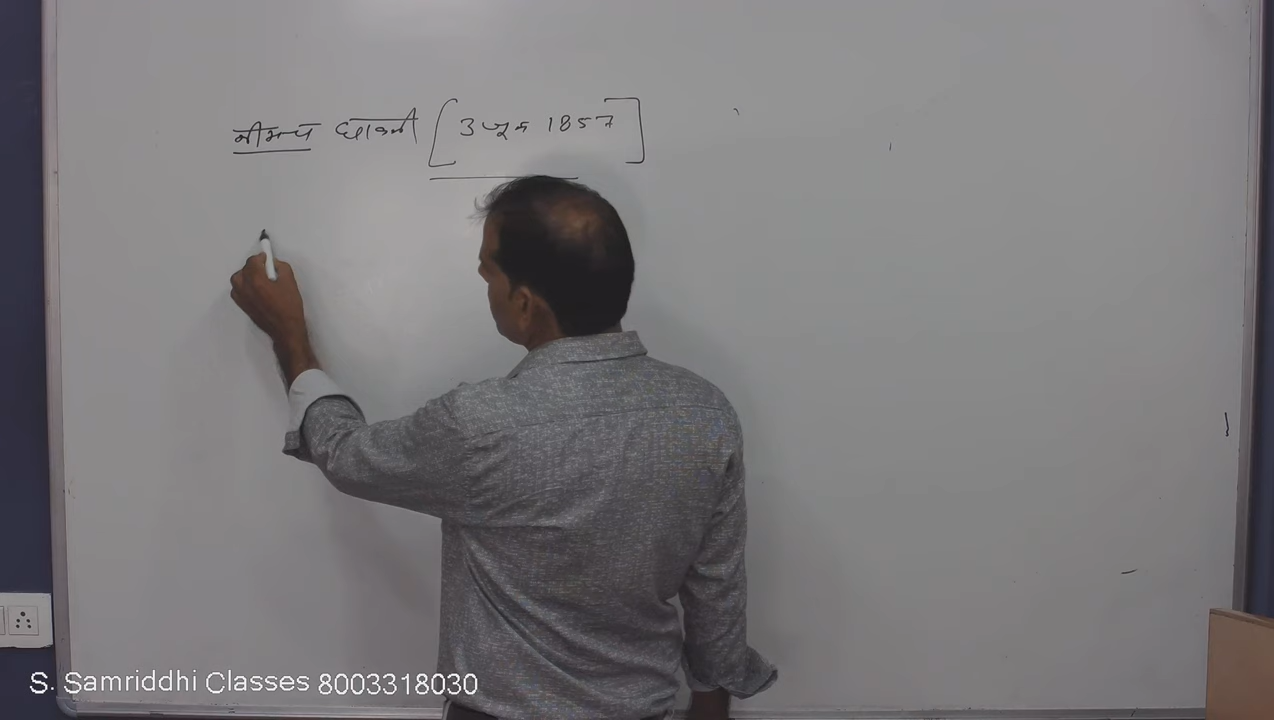 नीमच छावनी [3 जून 1857]
S. Samriddhi Classes 8003318030